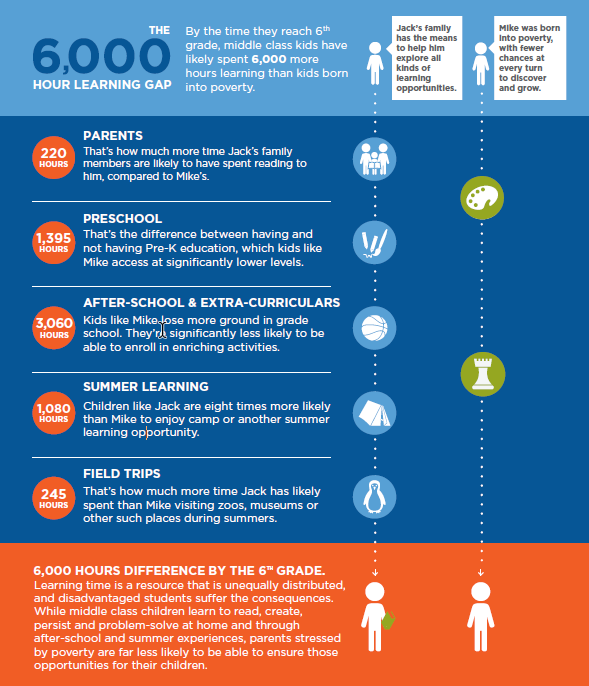 THE
6,000
HOUR LEARNING GAP
By the time they reach 6th
grade, middle class kids have
likely spent 6,000 more
hours learning than kids born
into poverty.
Jack's family
has the means
to help him
explore all
kinds of
learning
opportunities.
Mike was born
into poverty,
with fewer
chances at
every turn
to discover
and grow.
220
HOURS
PARENTS
That's how much more time Jack's family
members are likely to have spent reading to
him, compared to Mike's.
1,395
HOURS
PRESCHOOL
That's the difference between having and
not having Pre-K education, which kids like
Mike access at significantly lower levels.
3,060
HOURS
AFTER-SCHOOL & EXTRA-CURRICULARS
Kids like Mike lose more ground in grade
school. They're significantly less likely to be
able to enroll in enriching activities.
1,080
HOURS
SUMMER LEARNING
Children like Jack are eight times more likely
than Mike to enjoy camp or another summer
learning opportunity.
245
HOURS
FIELD TRIPS
That's how much more time Jack has likely
spent than Mike visiting zoos, museums or
other such places during summers.
6,000 HOURS DIFFERENCE BY THE 6TH GRADE.
Learning time is a resource that is unequally distributed,
and disadvantaged students suffer the consequences.
While middle class children learn to read, create,
persist and problem-solve at home and through
after-school and summer experiences, parents stressed
by poverty are far less likely to be able to ensure those
opportunities for their children.